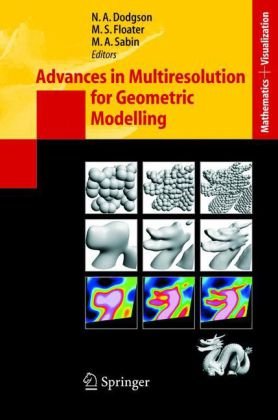 N. A. Dodgson
M. S. Floater
M. A. Sabin
Editors
Advances in Multiresolution
for Geometric
Modelling
Mathematics + Visualization
Springer